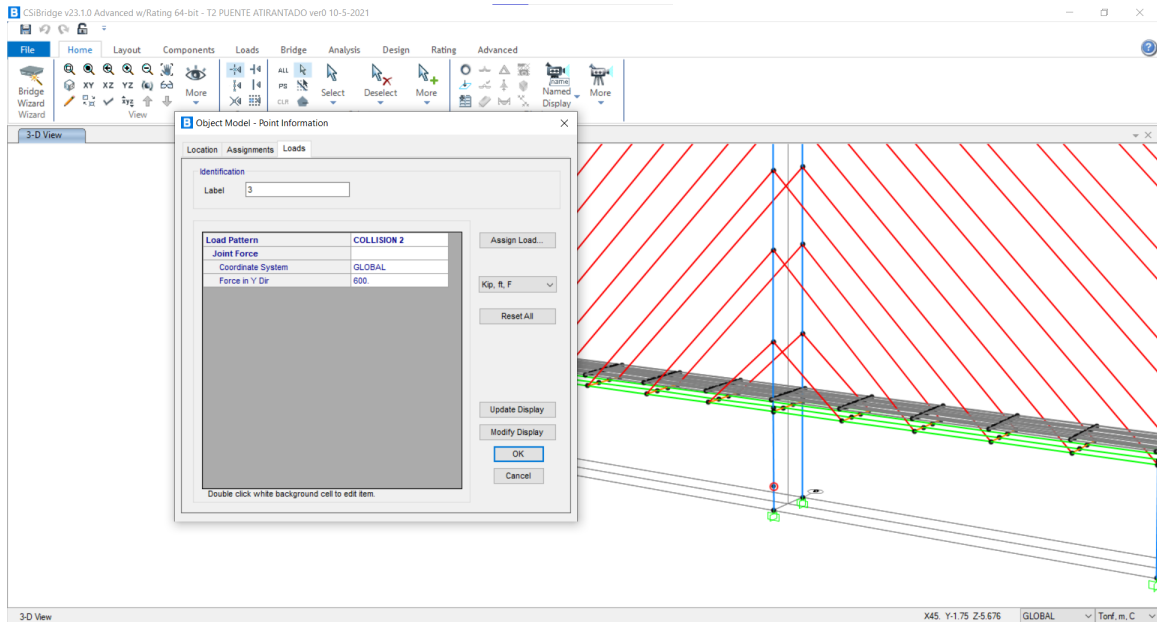 B CSiBridge v23.1.0 Advanced w/Rating 64-bit - T2 PUENTE ATIRANTADO ver0 10-5-2021
File Home Layout Components Loads Bridge Analysis Design Rating Advanced
Bridge
Wizard
Wizard
XY XZ YZ
xyz
More
View
ALL
PS
CLR
Select
Deselect
More
name
Named
Display
More
3-D View
B Object Model - Point Information
Location Assignments Loads
Identification
Label 3
Load Pattern COLLISION 2
Joint Force
Coordinate System GLOBAL
Force in Y Dir 600.
Assign Load...
Kip, ft, F
Reset All
Update Display
Modify Display
OK
Cancel
Double click white background cell to edit item.
3-D View X45. Y-1.75 Z-5.676 GLOBAL Tonf, m, C